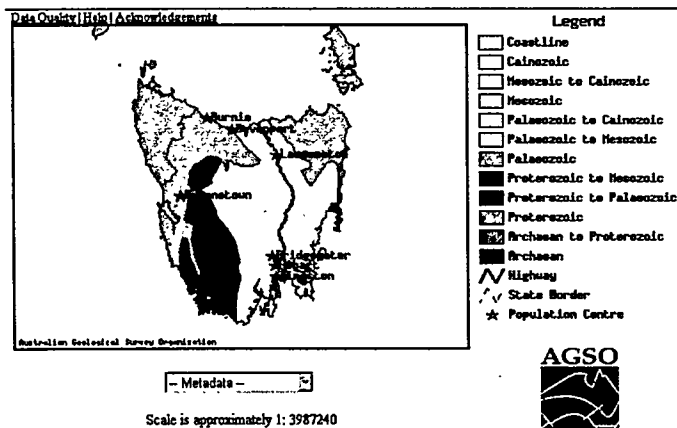 Data Quality | Help | Acknowledgements
Legend
Coastline
Cainozoic
Mesozoic to Cainozoic
Mesozoic
Palaeozoic to Cainozoic
Palaeozoic to Mesozoic
Palaeozoic
Proterozoic to Mesozoic
Proterozoic to Palaeozoic
Proterozoic
Archaean to Proterozoic
Archaean
Highway
State Border
Population Centre
Burnie
Devonport
Launceston
Queenstown
Bridgewater
Kingston
Australian Geological Survey Organisation
-- Metadata --
Scale is approximately 1: 3987240
AGSO